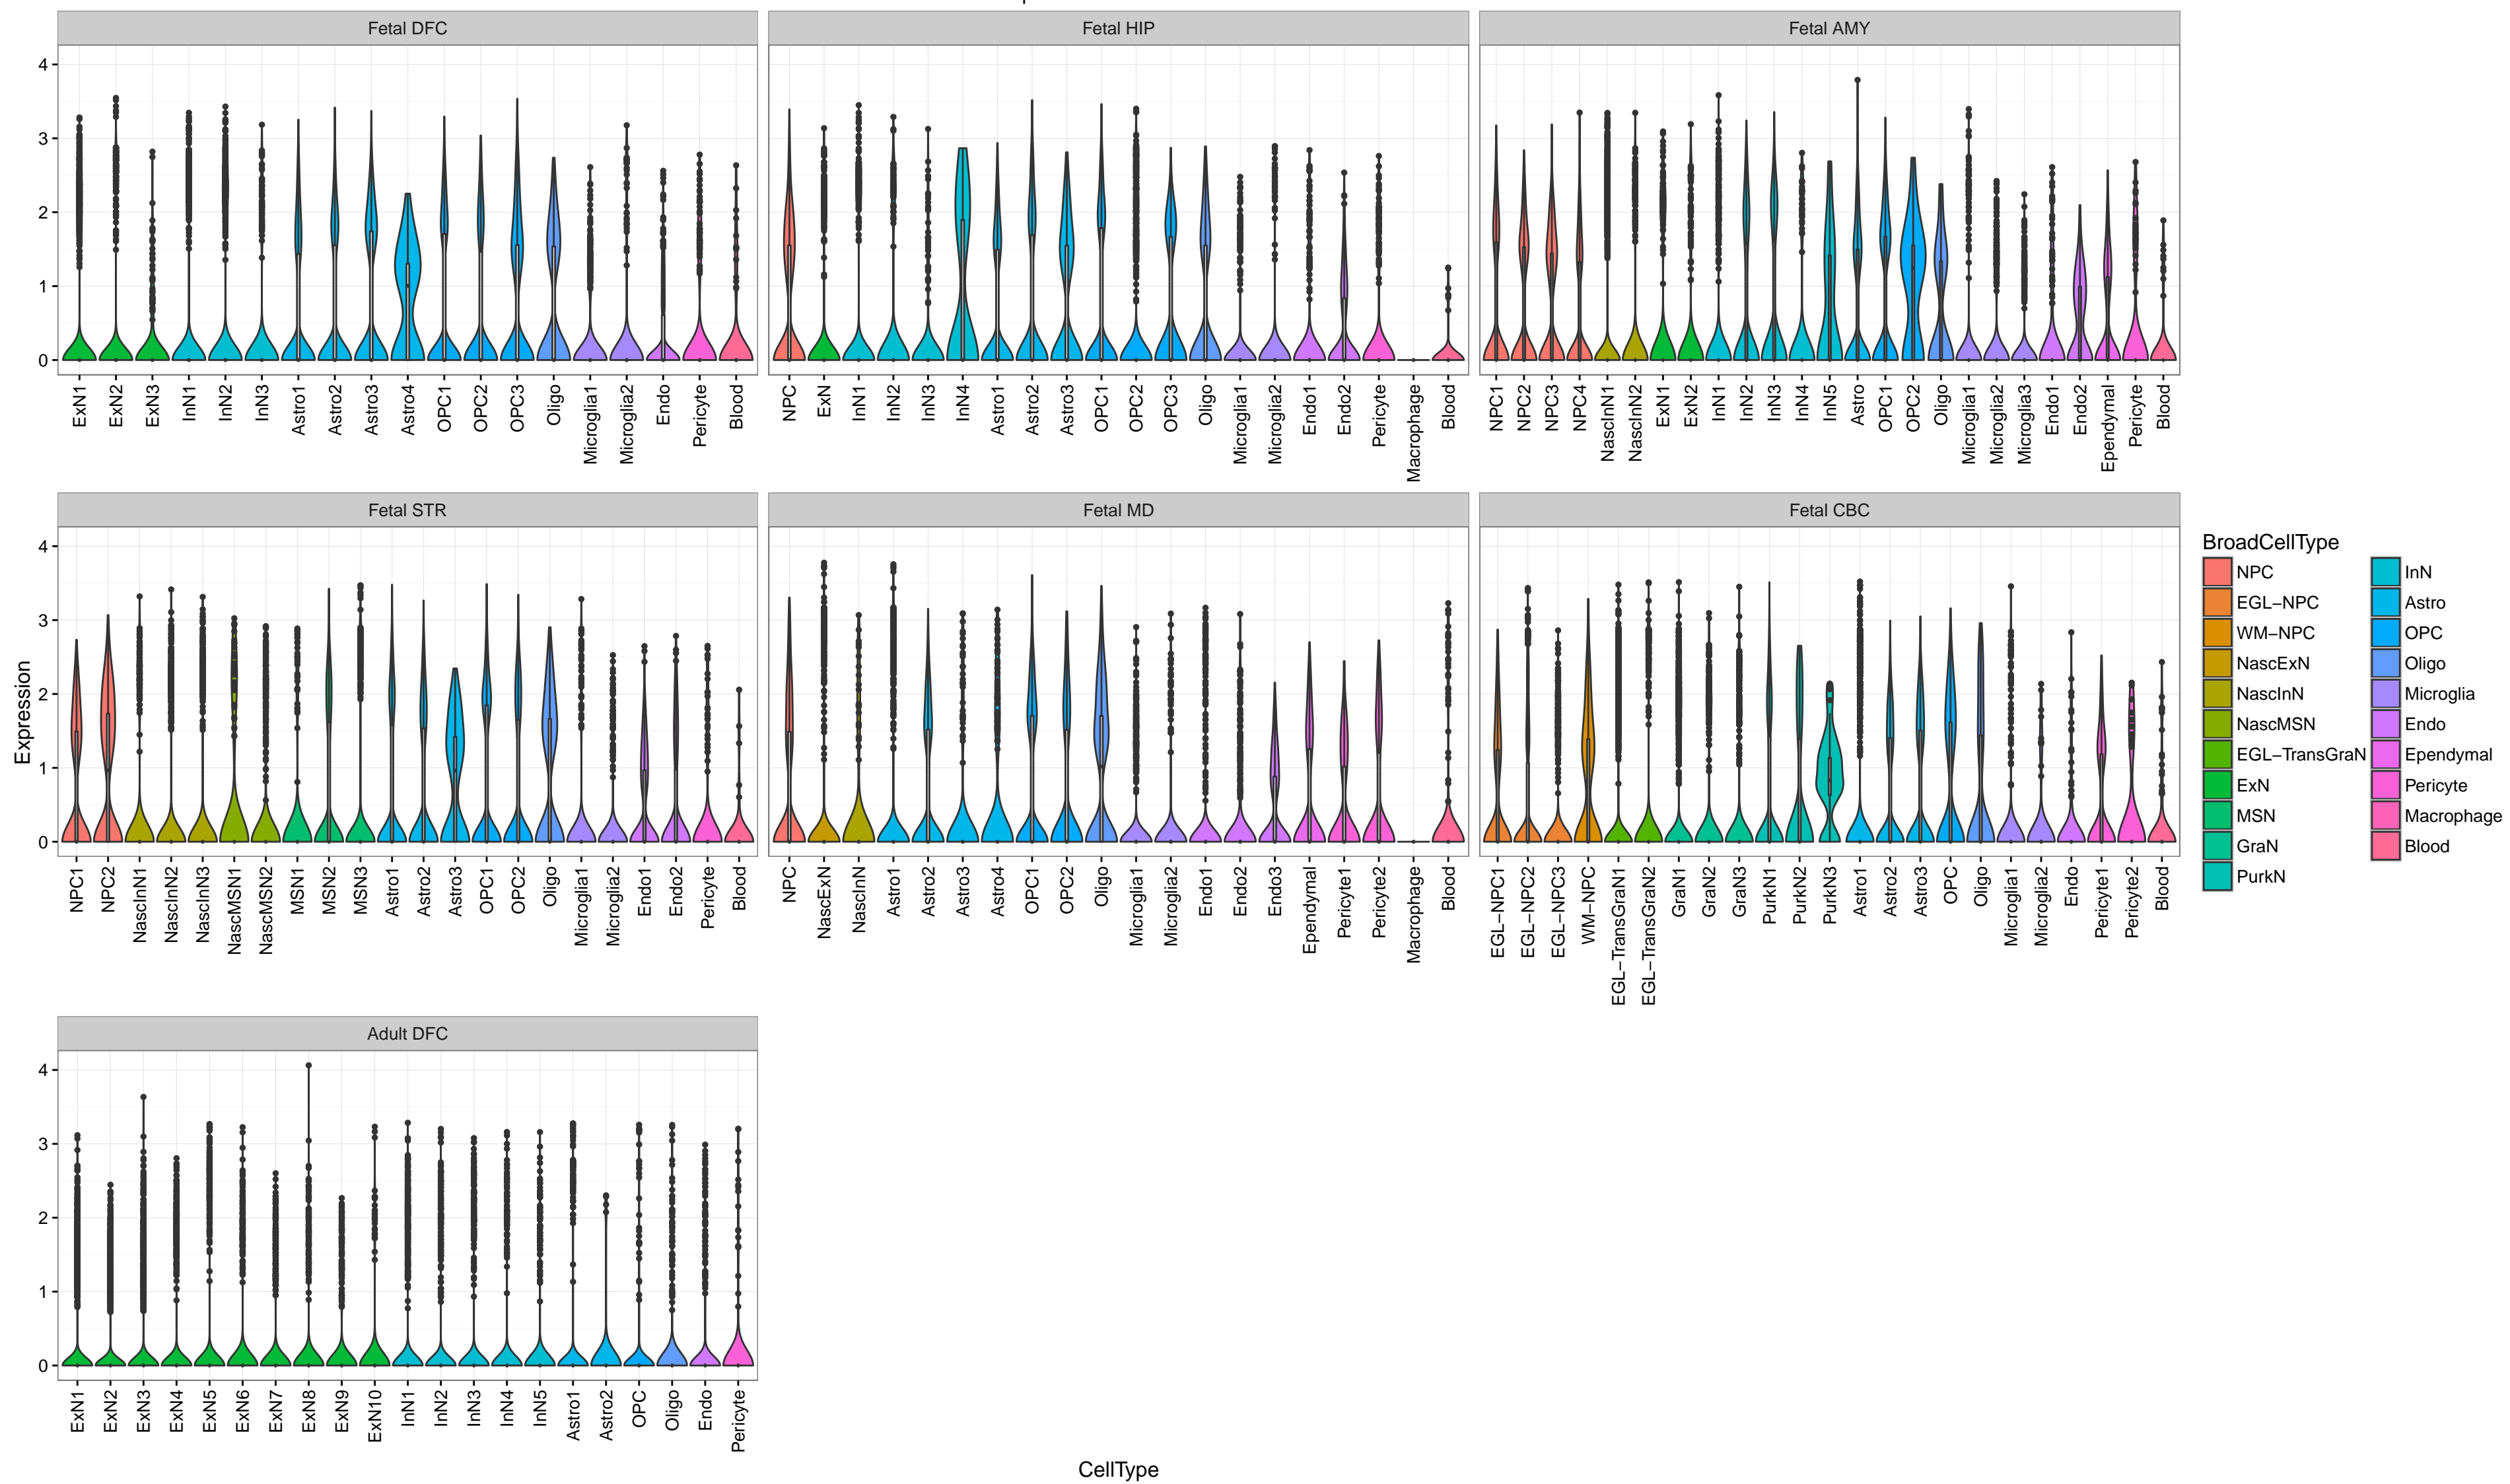 Fetal DFC
Fetal HIP
Fetal AMY
4
3
2
1
0
ExN1 ExN2 ExN3 InN1 InN2 InN3 Astro1 Astro2 Astro3 Astro4 OPC1 OPC2 OPC3 Oligo Microglia1 Microglia2 Endo Pericyte Blood
NPC ExN InN1 InN2 InN3 InN4 Astro1 Astro2 Astro3 OPC1 OPC2 OPC3 Oligo Microglia1 Microglia2 Endo1 Endo2 Pericyte Macrophage Blood
NPC1 NPC2 NPC3 NPC4 NascInN1 NascInN2 ExN1 ExN2 InN1 InN2 InN3 InN4 InN5 Astro OPC1 OPC2 Oligo Microglia1 Microglia2 Microglia3 Endo1 Endo2 Ependymal Pericyte Blood
Fetal STR
Fetal MD
Fetal CBC
4
3
2
1
0
Expression
NPC1 NPC2 NascInN1 NascInN2 NascInN3 NascMSN1 NascMSN2 MSN1 MSN2 MSN3 Astro1 Astro2 Astro3 OPC1 OPC2 Oligo Microglia1 Microglia2 Endo1 Endo2 Pericyte Blood
NPC NascExN NascInN Astro1 Astro2 Astro3 Astro4 OPC1 OPC2 Oligo Microglia1 Microglia2 Endo1 Endo2 Endo3 Ependymal Pericyte1 Pericyte2 Macrophage Blood
EGL−NPC1 EGL−NPC2 EGL−NPC3 WM−NPC EGL−TransGraN1 EGL−TransGraN2 GraN1 GraN2 GraN3 PurkN1 PurkN2 PurkN3 Astro1 Astro2 Astro3 OPC Oligo Microglia1 Microglia2 Endo Pericyte1 Pericyte2 Blood
BroadCellType
NPC
EGL−NPC
WM−NPC
NascExN
NascInN
NascMSN
EGL−TransGraN
ExN
MSN
GraN
PurkN
InN
Astro
OPC
Oligo
Microglia
Endo
Ependymal
Pericyte
Macrophage
Blood
Adult DFC
4
3
2
1
0
ExN1 ExN2 ExN3 ExN4 ExN5 ExN6 ExN7 ExN8 ExN9 ExN10 InN1 InN2 InN3 InN4 InN5 Astro1 Astro2 OPC Oligo Endo Pericyte
CellType